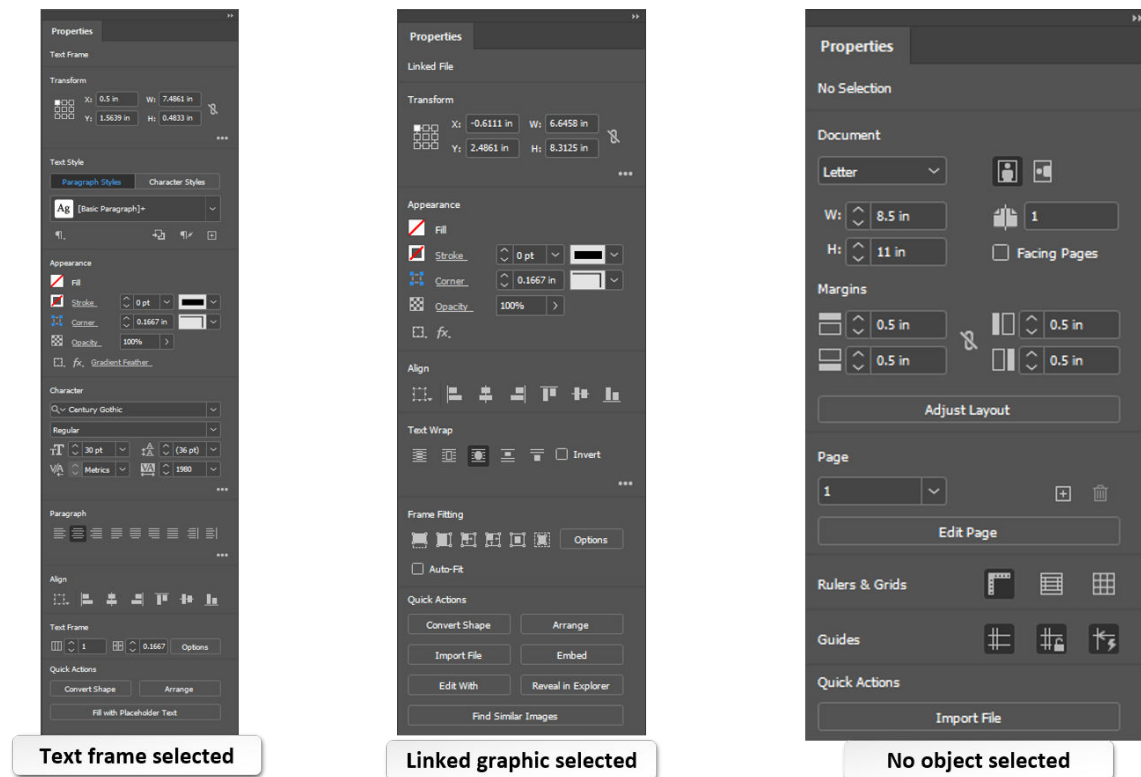 Properties
Text Frame
Transform
X: 0.5 in W: 7.4861 in
Y: 1.5639 in H: 0.4833 in
Text Style
Paragraph Styles Character Styles
Ag [Basic Paragraph]+
Appearance
Fill
Stroke 0 pt
Corner 0.1667 in
Opacity 100%
fx. Gradient Feather
Character
Century Gothic
Regular
30 pt (36 pt)
Metrics 1980
Paragraph
Align
Text Frame
1 0.1667 Options
Quick Actions
Convert Shape Arrange
Fill with Placeholder Text
Text frame selected
Properties
Linked File
Transform
X: -0.6111 in W: 6.6458 in
Y: 2.4861 in H: 8.3125 in
Appearance
Fill
Stroke 0 pt
Corner 0.1667 in
Opacity 100%
fx.
Align
Text Wrap
Invert
Frame Fitting
Options
Auto-Fit
Quick Actions
Convert Shape Arrange
Import File Embed
Edit With Reveal in Explorer
Find Similar Images
Linked graphic selected
Properties
No Selection
Document
Letter
W: 8.5 in 1
H: 11 in Facing Pages
Margins
0.5 in 0.5 in
0.5 in 0.5 in
Adjust Layout
Page
1
Edit Page
Rulers & Grids
Guides
Quick Actions
Import File
No object selected